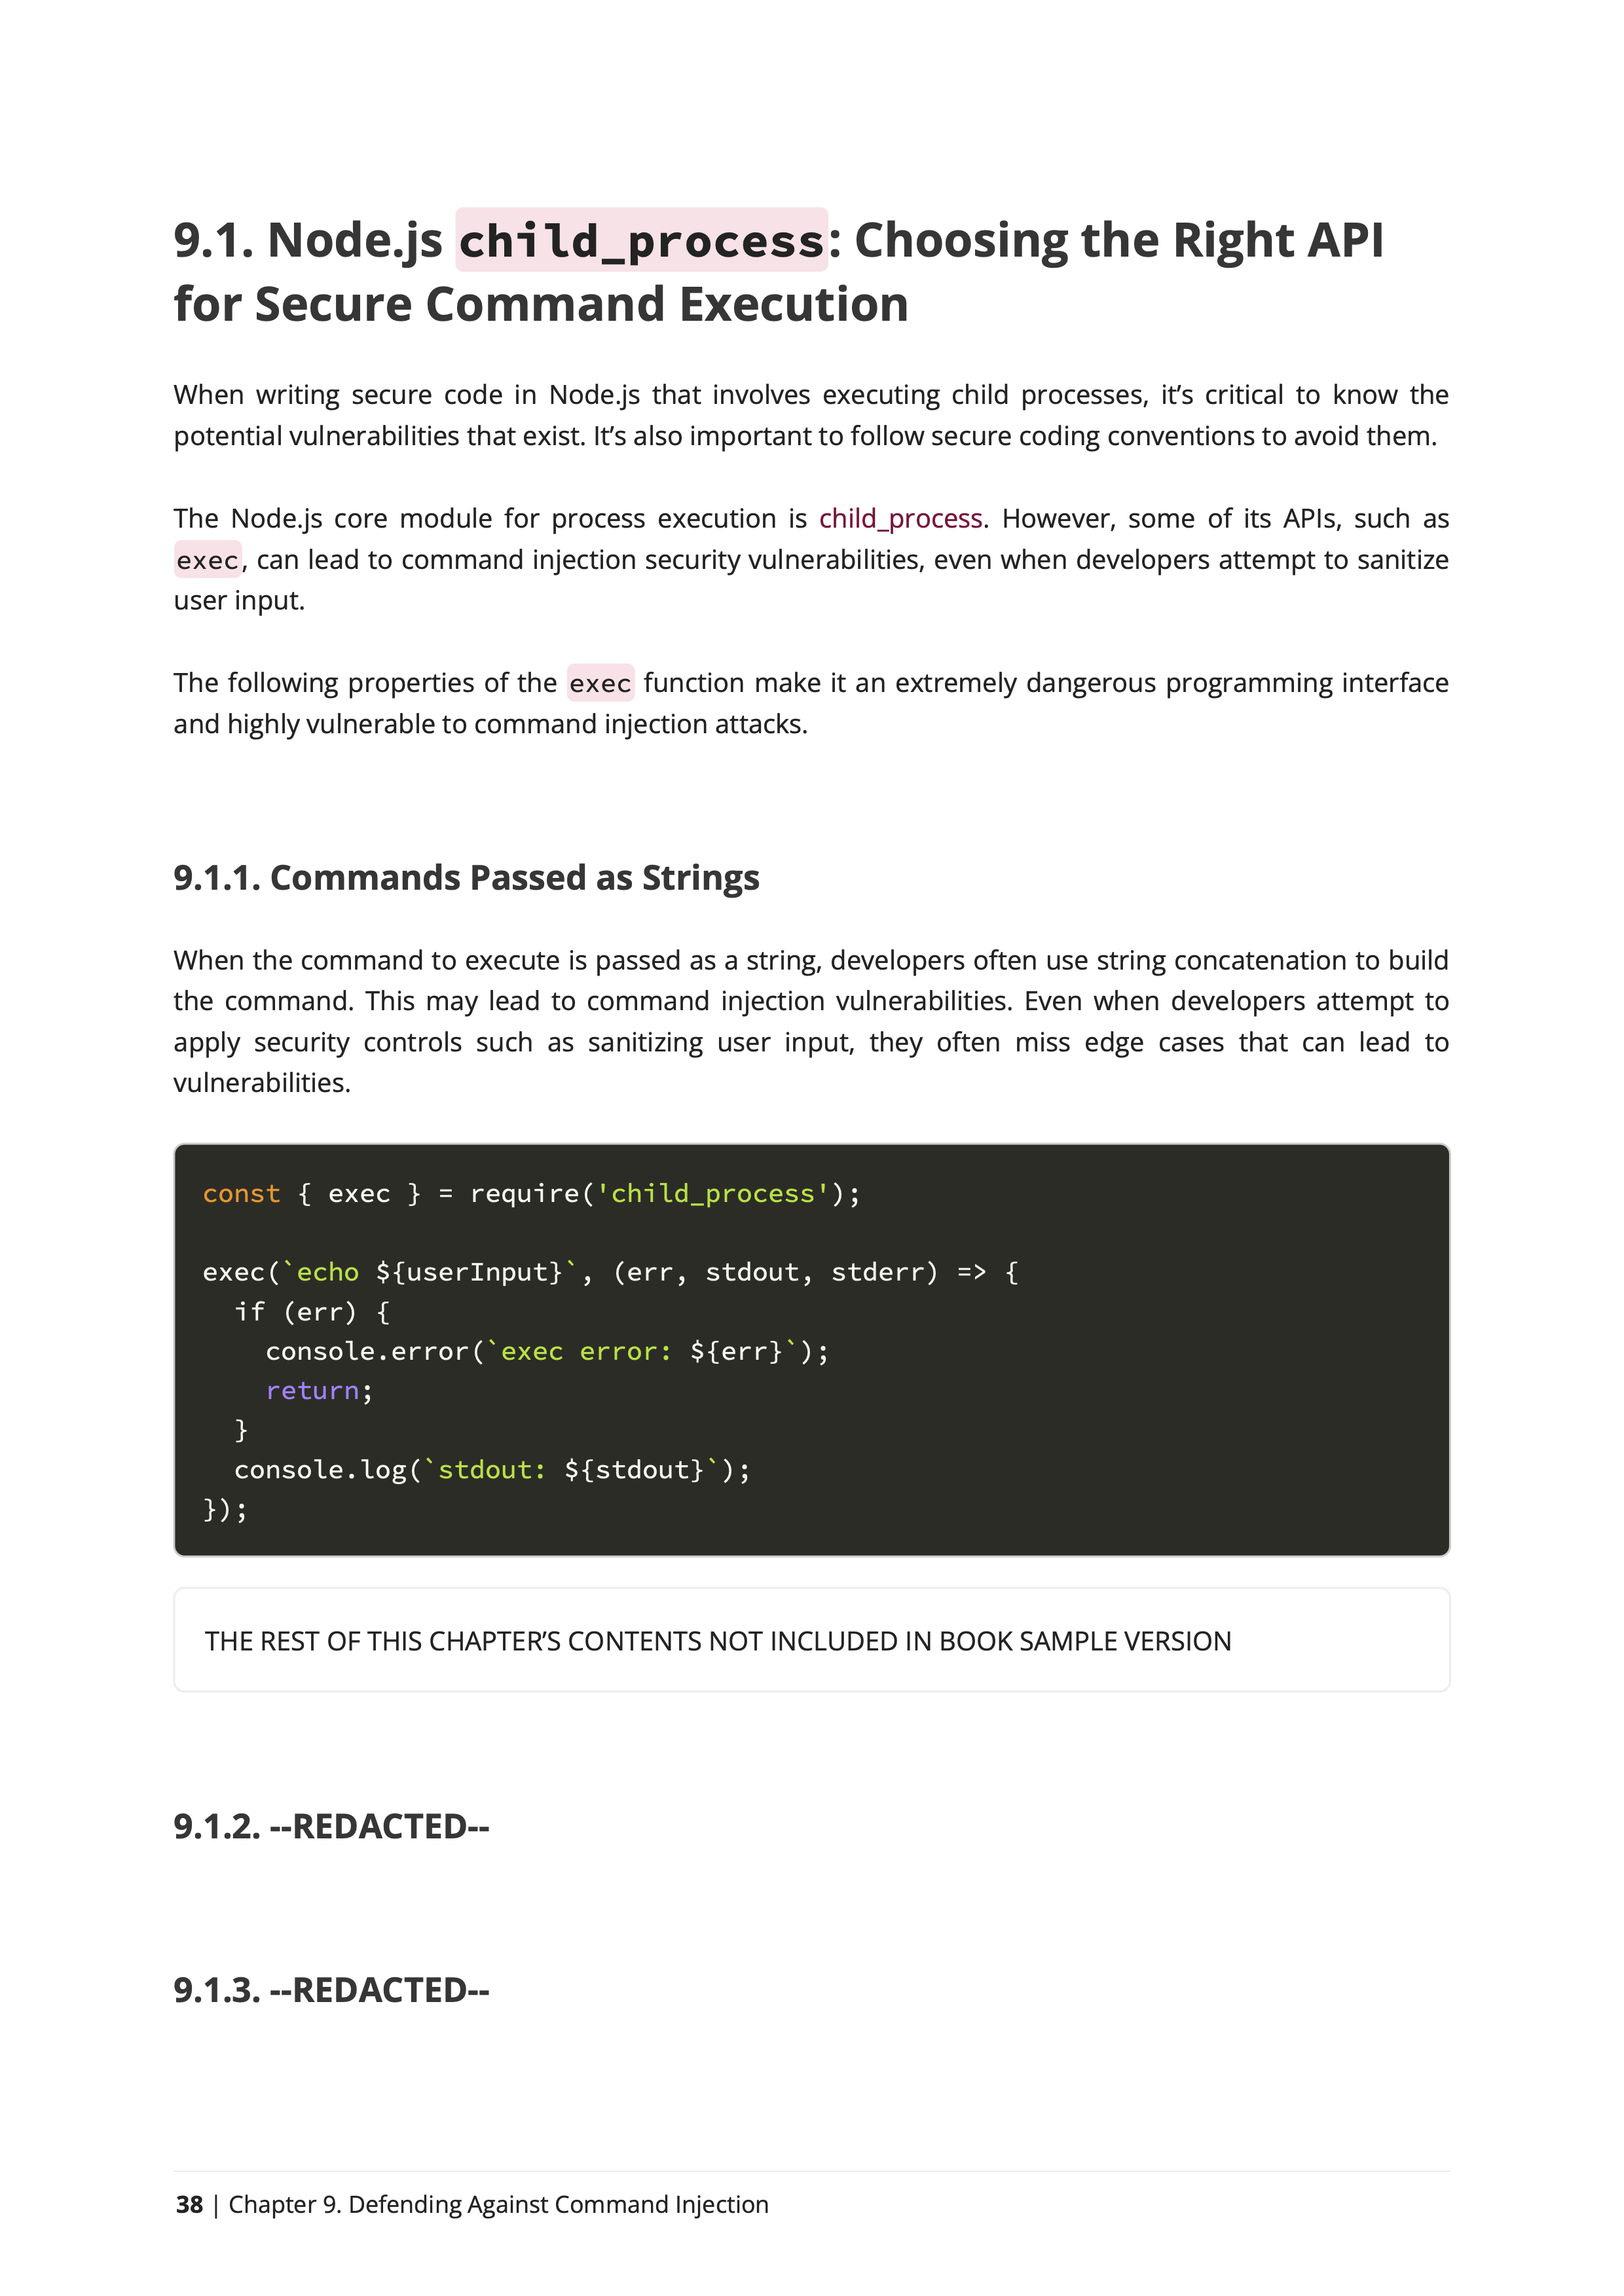 9.1. Node.js child_process: Choosing the Right API
for Secure Command Execution
When writing secure code in Node.js that involves executing child processes, it’s critical to know the
potential vulnerabilities that exist. It’s also important to follow secure coding conventions to avoid them.
The Node.js core module for process execution is child_process. However, some of its APIs, such as
exec, can lead to command injection security vulnerabilities, even when developers attempt to sanitize
user input.
The following properties of the exec function make it an extremely dangerous programming interface
and highly vulnerable to command injection attacks.
9.1.1. Commands Passed as Strings
When the command to execute is passed as a string, developers often use string concatenation to build
the command. This may lead to command injection vulnerabilities. Even when developers attempt to
apply security controls such as sanitizing user input, they often miss edge cases that can lead to
vulnerabilities.
const { exec } = require('child_process');
exec(`echo ${userInput}`, (err, stdout, stderr) => {
  if (err) {
    console.error(`exec error: ${err}`);
    return;
  }
  console.log(`stdout: ${stdout}`);
});
THE REST OF THIS CHAPTER’S CONTENTS NOT INCLUDED IN BOOK SAMPLE VERSION
9.1.2. --REDACTED--
9.1.3. --REDACTED--
38 | Chapter 9. Defending Against Command Injection